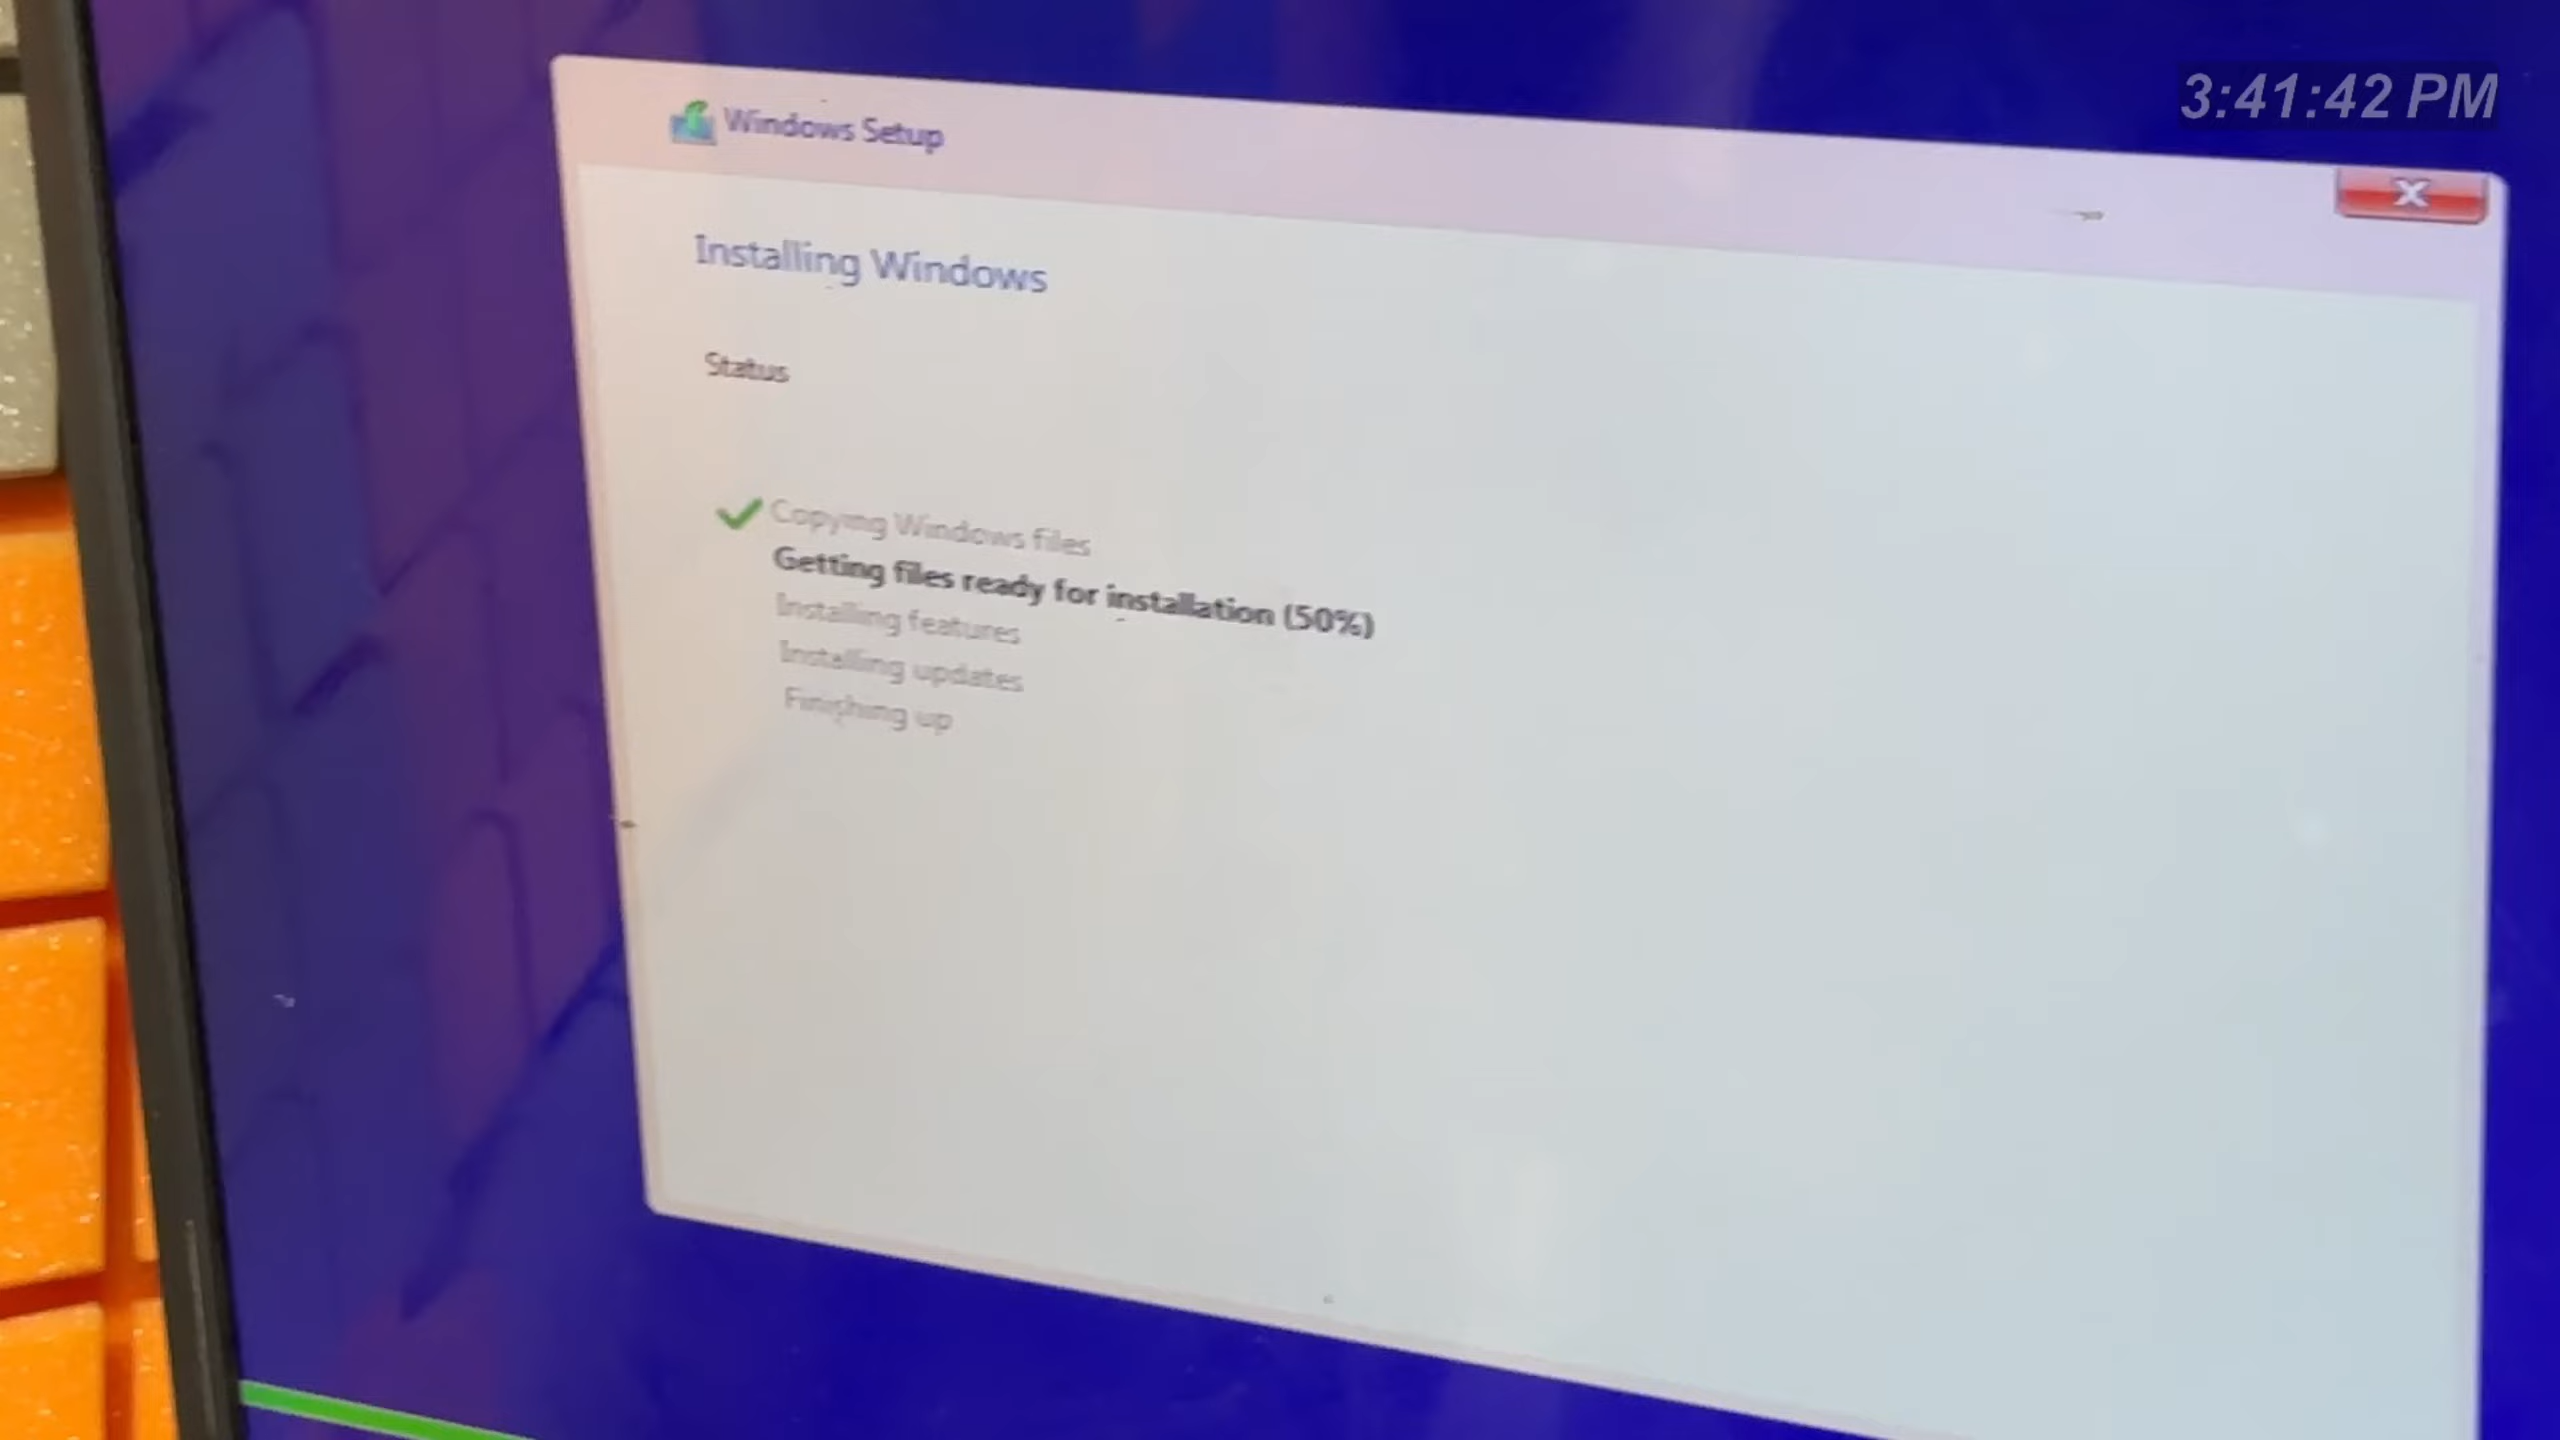 3:41:42 PM
Windows Setup
Installing Windows
Status
Copying Windows files
Getting files ready for installation (50%)
Installing features
Installing updates
Finishing up